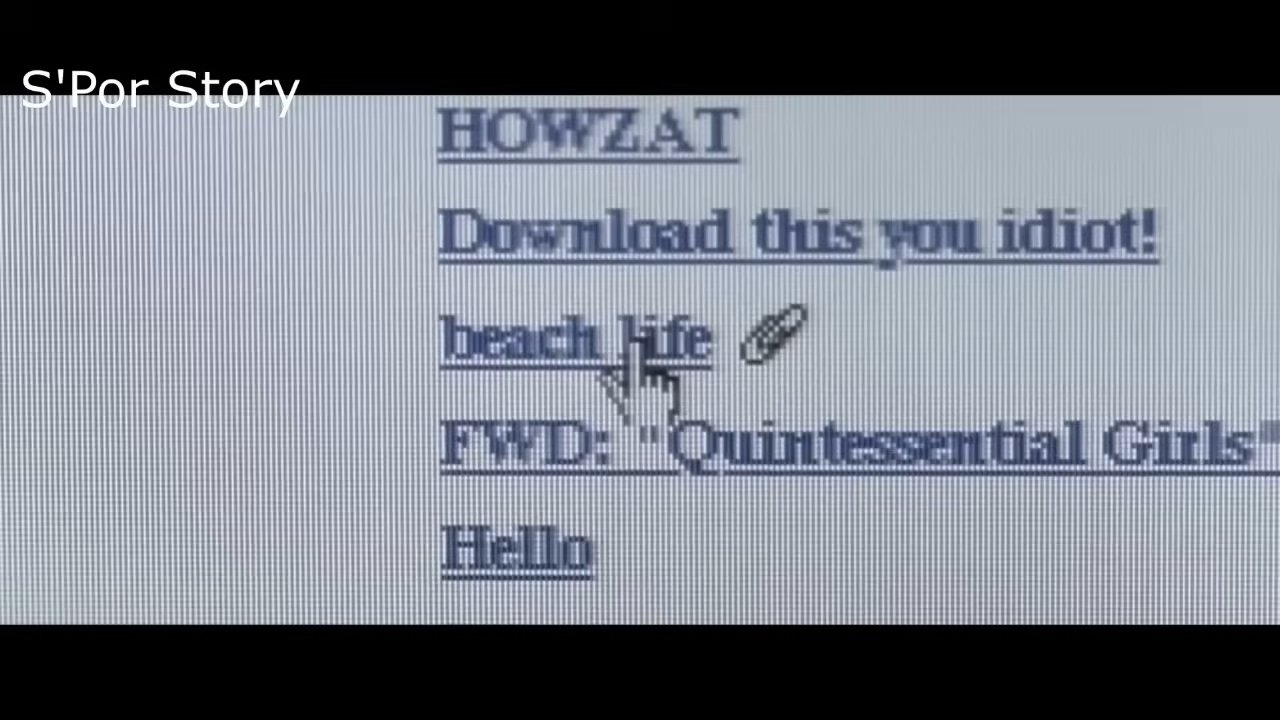 S'Por Story
HOWZAT
Download this you idiot!
beach life
FWD: "Quintessential Girls"
Hello